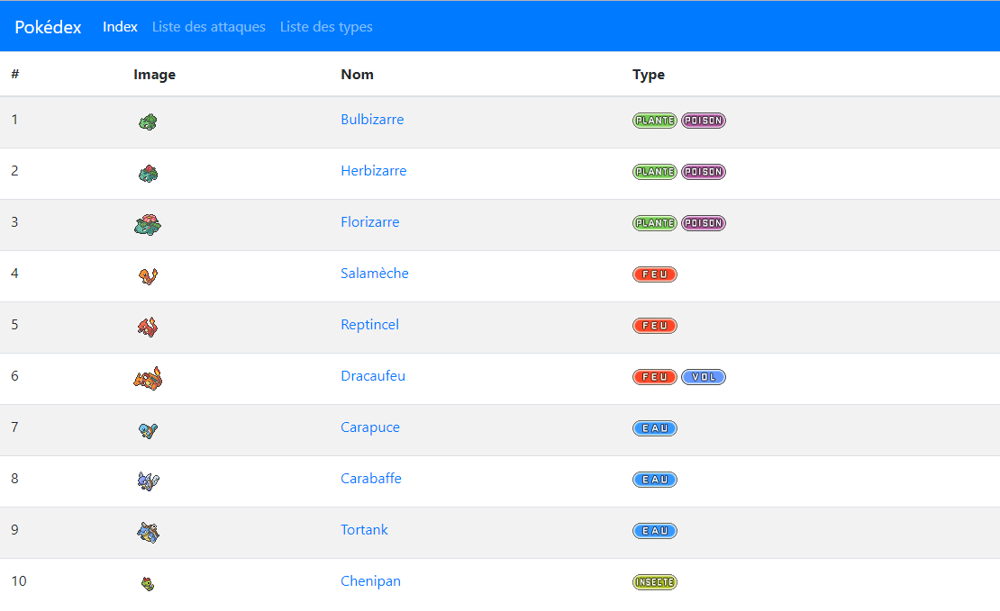 Pokédex Index Liste des attaques Liste des types
# Image Nom Type
1 Bulbizarre PLANTE POISON
2 Herbizarre PLANTE POISON
3 Florizarre PLANTE POISON
4 Salamèche FEU
5 Reptincel FEU
6 Dracaufeu FEU VOL
7 Carapuce EAU
8 Carabaffe EAU
9 Tortank EAU
10 Chenipan INSECTE